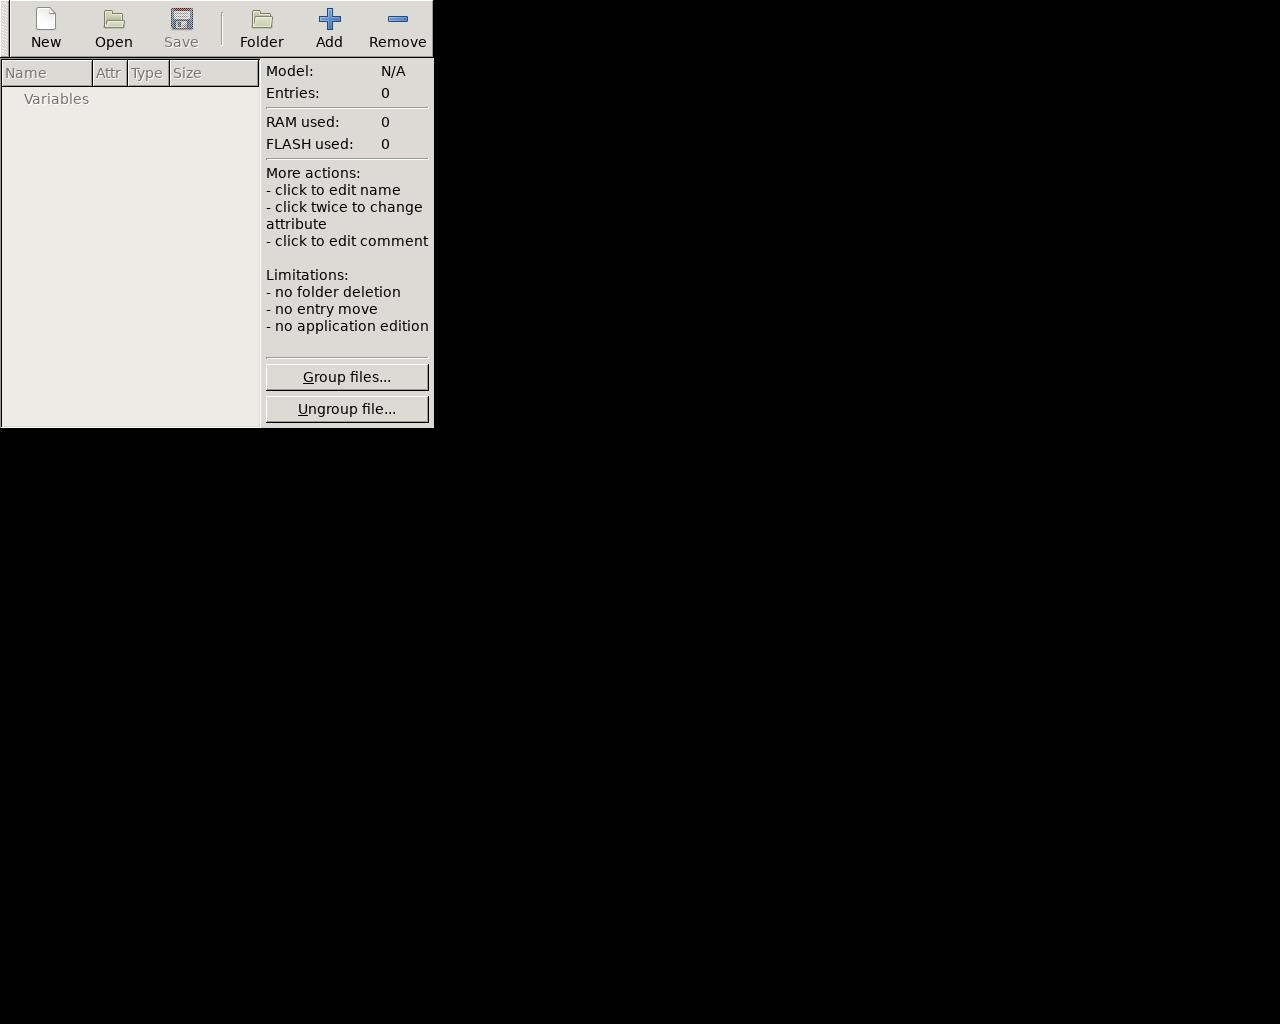 New Open Save Folder Add Remove
Name Attr Type Size
Variables
Model: N/A
Entries: 0
RAM used: 0
FLASH used: 0
More actions:
- click to edit name
- click twice to change
attribute
- click to edit comment
Limitations:
- no folder deletion
- no entry move
- no application edition
Group files...
Ungroup file...